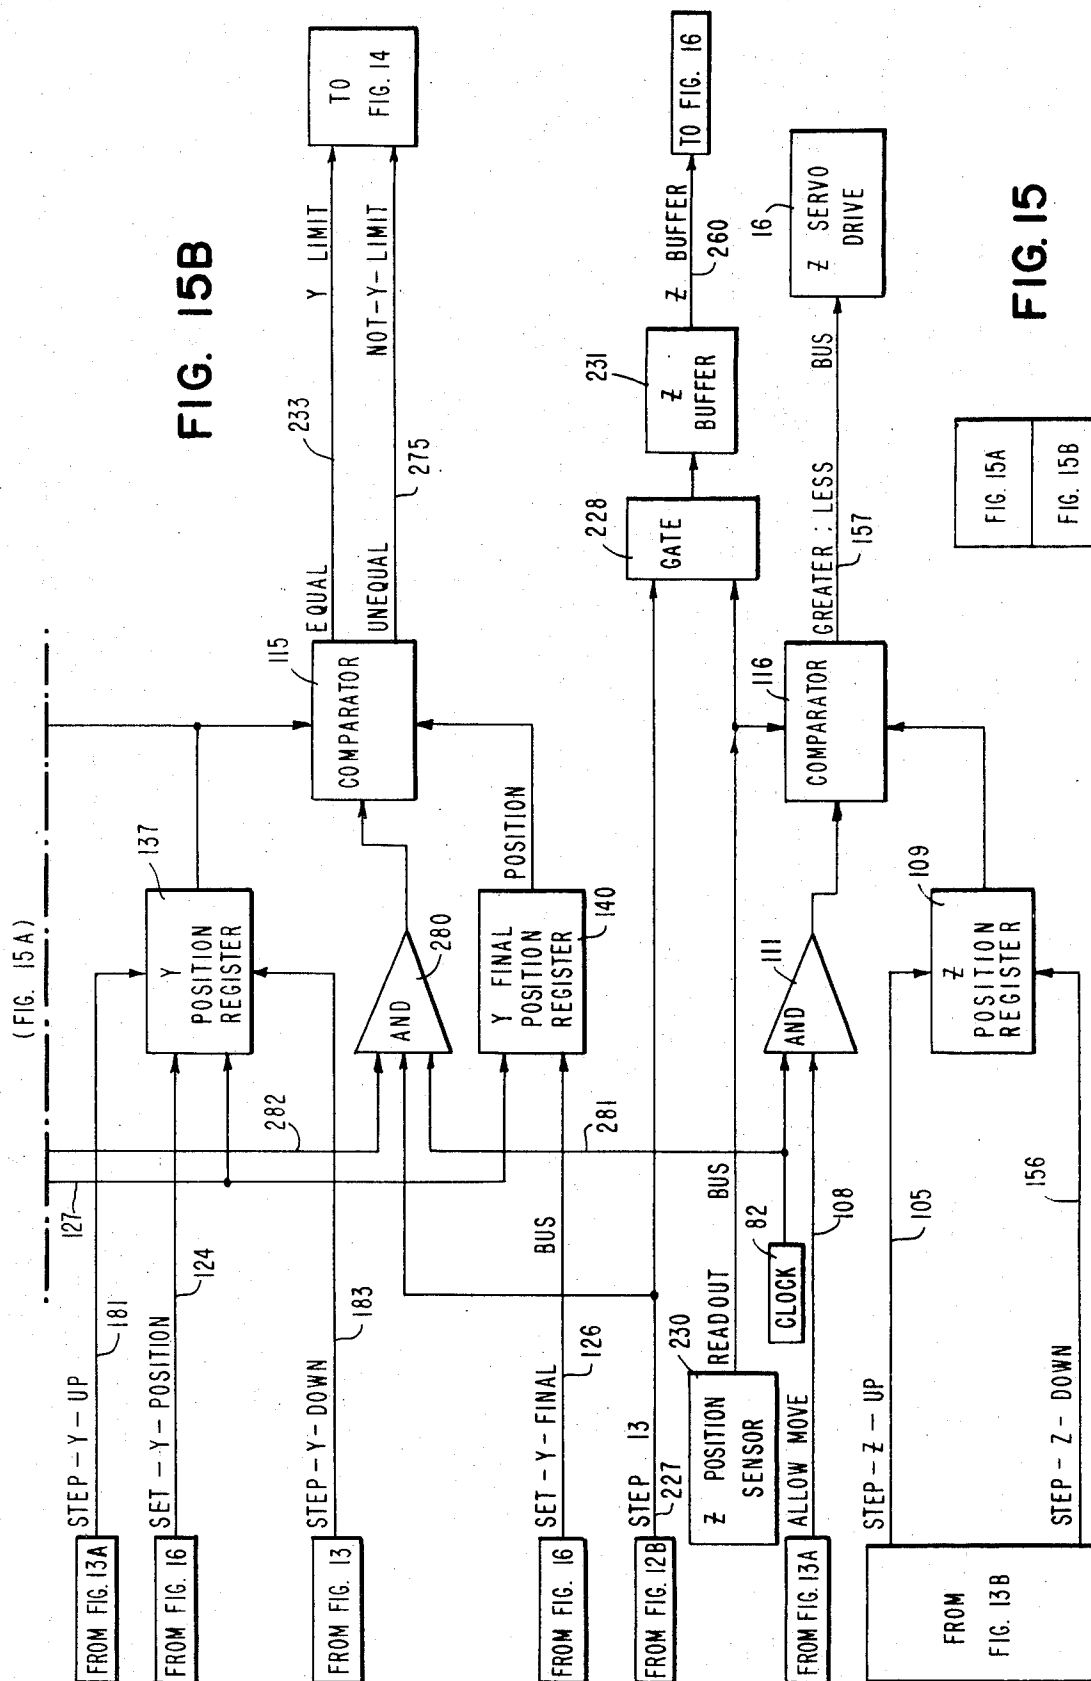 (FIG. 15A)
FIG. 15B
FROM FIG. 13A
STEP-Y-UP
181
127
282
FROM FIG. 16
SET-Y-POSITION
124
Y
POSITION
REGISTER
137
FROM FIG. 13
STEP-Y-DOWN
183
AND
280
COMPARATOR
115
EQUAL
233
Y LIMIT
UNEQUAL
275
NOT-Y-LIMIT
TO
FIG. 14
FROM FIG. 16
SET-Y-FINAL
126
BUS
Y FINAL
POSITION
REGISTER
140
POSITION
281
FROM FIG. 12B
STEP 13
227
GATE
228
Z
BUFFER
231
Z BUFFER
260
TO FIG. 16
Z POSITION
SENSOR
230
READOUT BUS
CLOCK
82
FROM FIG. 13A
ALLOW MOVE
108
AND
111
COMPARATOR
116
GREATER : LESS BUS
157
Z SERVO
DRIVE
16
FROM
FIG. 13B
STEP-Z-UP
105
STEP-Z-DOWN
156
Z
POSITION
REGISTER
109
FIG. 15A
FIG. 15B
FIG. 15